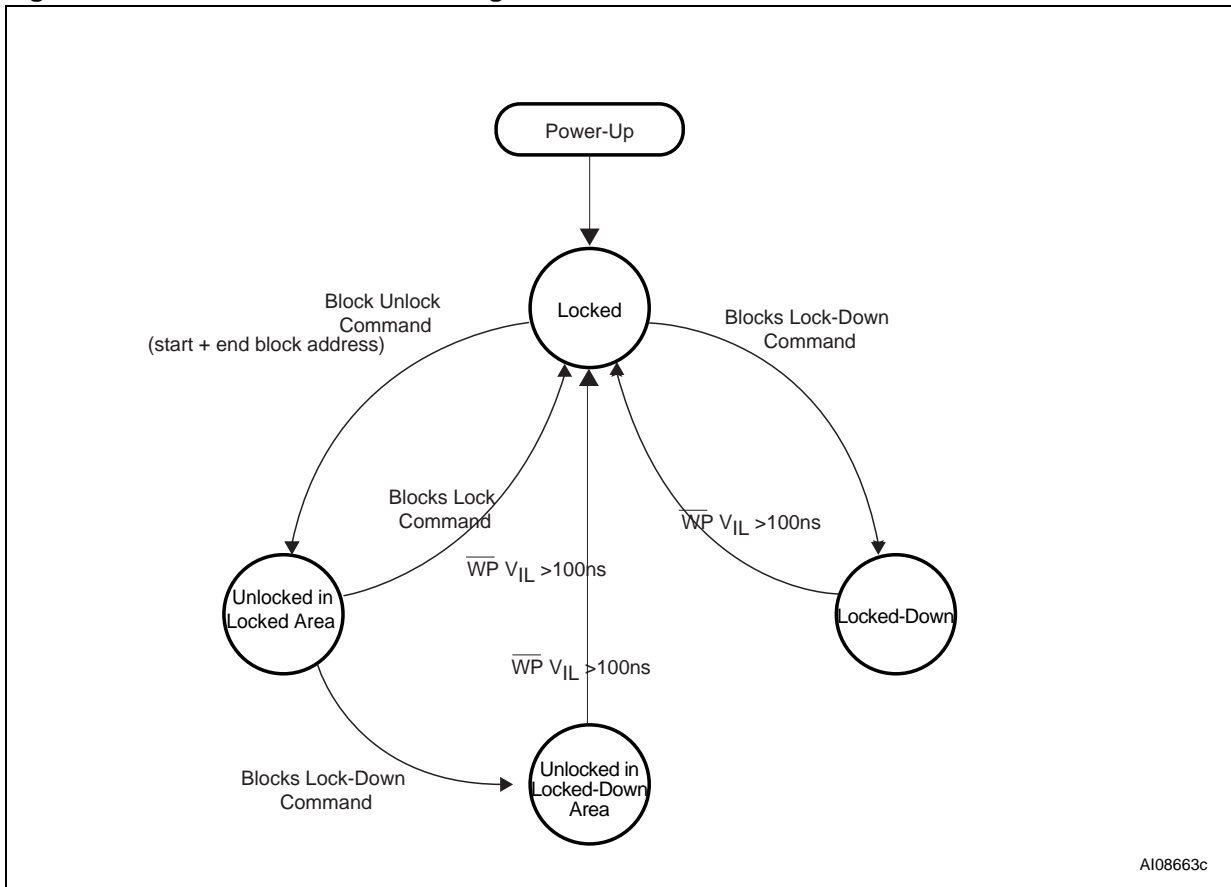 Power-Up
Locked
Block Unlock
Command
(start + end block address)
Blocks Lock-Down
Command
Blocks Lock
Command
WP VIL >100ns
WP VIL >100ns
Unlocked in
Locked Area
Locked-Down
WP VIL >100ns
Blocks Lock-Down
Command
Unlocked in
Locked-Down
Area
AI08663c